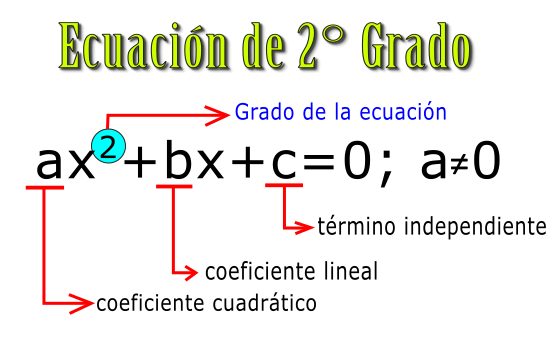 Ecuación de 2° Grado
Grado de la ecuación
ax²+bx+c=0; a≠0
término independiente
coeficiente lineal
coeficiente cuadrático